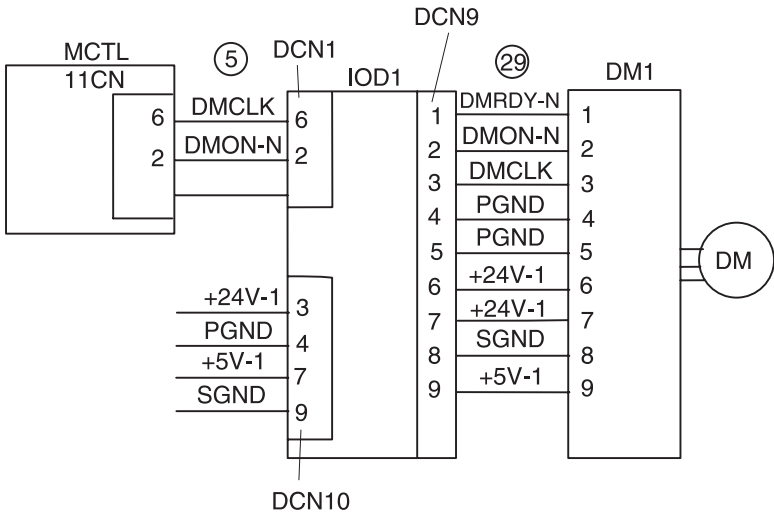 DCN9
MCTL
5
DCN1
29
11CN
IOD1
DM1
6 DMCLK 6
2 DMON-N 2
1 DMRDY-N 1
2 DMON-N 2
3 DMCLK 3
4 PGND 4
5 PGND 5
6 +24V-1 6
7 +24V-1 7
8 SGND 8
9 +5V-1 9
DM
+24V-1 3
PGND 4
+5V-1 7
SGND 9
DCN10